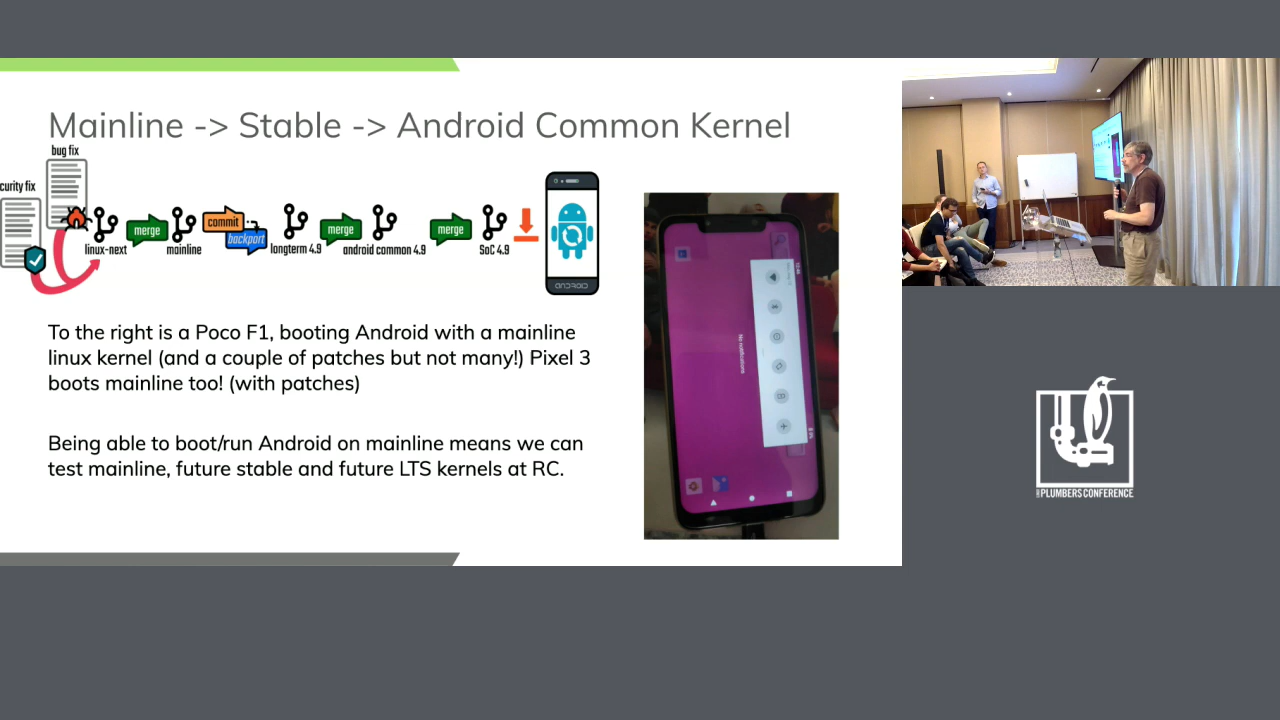 Mainline -> Stable -> Android Common Kernel
bug fix
curity fix
merge
commit
backport
merge
merge
linux-next
mainline
longterm 4.9
android common 4.9
SoC 4.9
ANDROID
To the right is a Poco F1, booting Android with a mainline
linux kernel (and a couple of patches but not many!) Pixel 3
boots mainline too! (with patches)
Being able to boot/run Android on mainline means we can
test mainline, future stable and future LTS kernels at RC.
No notifications
PLUMBERS CONFERENCE